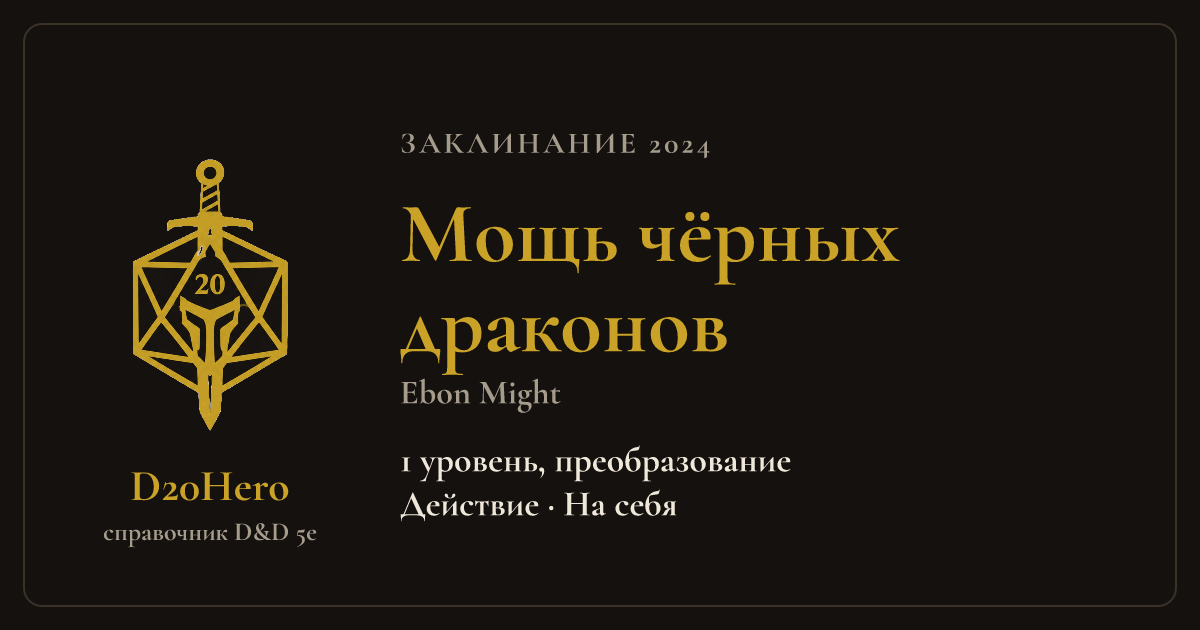 ЗАКЛИНАНИЕ 2024
Мощь чёрных
драконов
Ebon Might
1 уровень, преобразование
Действие · На себя
20
D20Hero
справочник D&D 5e